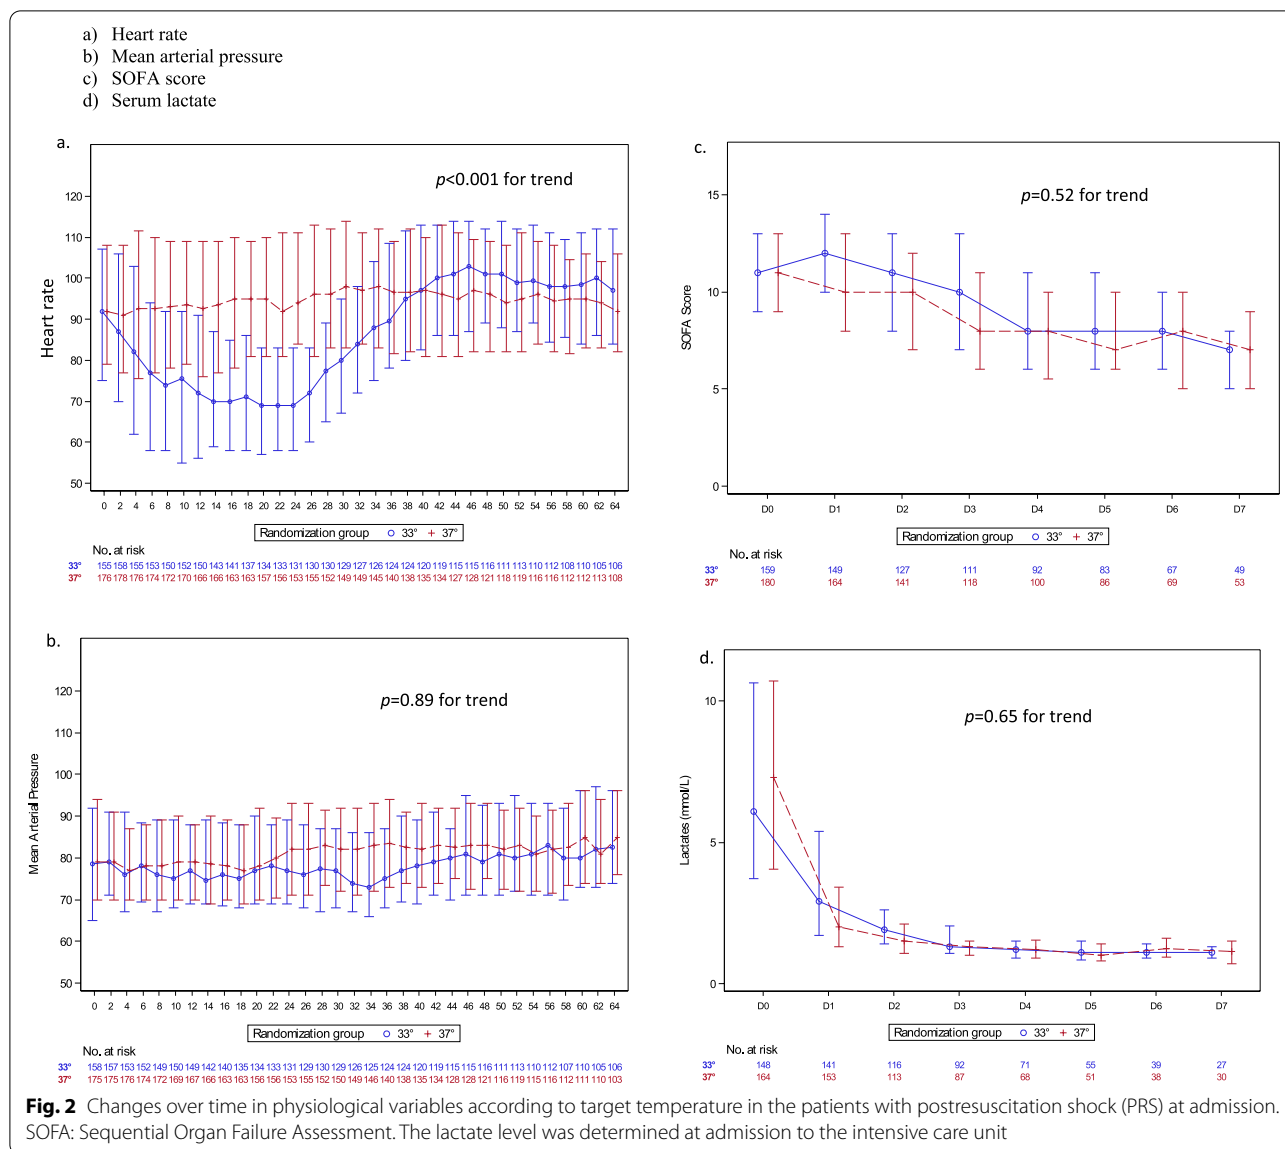 a) Heart rate
b) Mean arterial pressure
c) SOFA score
d) Serum lactate
a.
p<0.001 for trend
Heart rate
120
110
100
90
80
70
60
50
0 2 4 6 8 10 12 14 16 18 20 22 24 26 28 30 32 34 36 38 40 42 44 46 48 50 52 54 56 58 60 62 64
Randomization group 33° 37°
No. at risk
33° 155 158 155 153 150 152 150 143 141 137 134 133 131 130 130 129 127 126 124 124 120 119 115 115 116 111 113 110 112 108 110 105 106
37° 176 178 176 174 172 170 166 166 163 163 157 156 153 155 152 149 149 145 140 138 135 134 127 128 121 118 119 116 116 112 112 113 108
c.
p=0.52 for trend
SOFA Score
15
10
5
0
D0 D1 D2 D3 D4 D5 D6 D7
Randomization group 33° 37°
No. at risk
33° 159 149 127 111 92 83 67 49
37° 180 164 141 118 100 86 69 53
b.
p=0.89 for trend
Mean Arterial Pressure
120
110
100
90
80
70
60
50
0 2 4 6 8 10 12 14 16 18 20 22 24 26 28 30 32 34 36 38 40 42 44 46 48 50 52 54 56 58 60 62 64
Randomization group 33° 37°
No. at risk
33° 158 157 153 152 149 150 149 142 140 135 134 133 131 129 130 129 127 125 124 124 120 119 115 115 116 113 113 110 112 107 110 105 106
37° 175 175 176 174 172 169 167 166 163 163 156 156 153 155 152 150 149 146 140 138 135 134 128 128 121 116 119 115 116 112 111 110 103
d.
p=0.65 for trend
Lactates (mmol/L)
10
5
0
D0 D1 D2 D3 D4 D5 D6 D7
Randomization group 33° 37°
No. at risk
33° 148 141 116 92 71 55 39 27
37° 164 153 113 87 68 51 38 30
Fig. 2 Changes over time in physiological variables according to target temperature in the patients with postresuscitation shock (PRS) at admission.
SOFA: Sequential Organ Failure Assessment. The lactate level was determined at admission to the intensive care unit